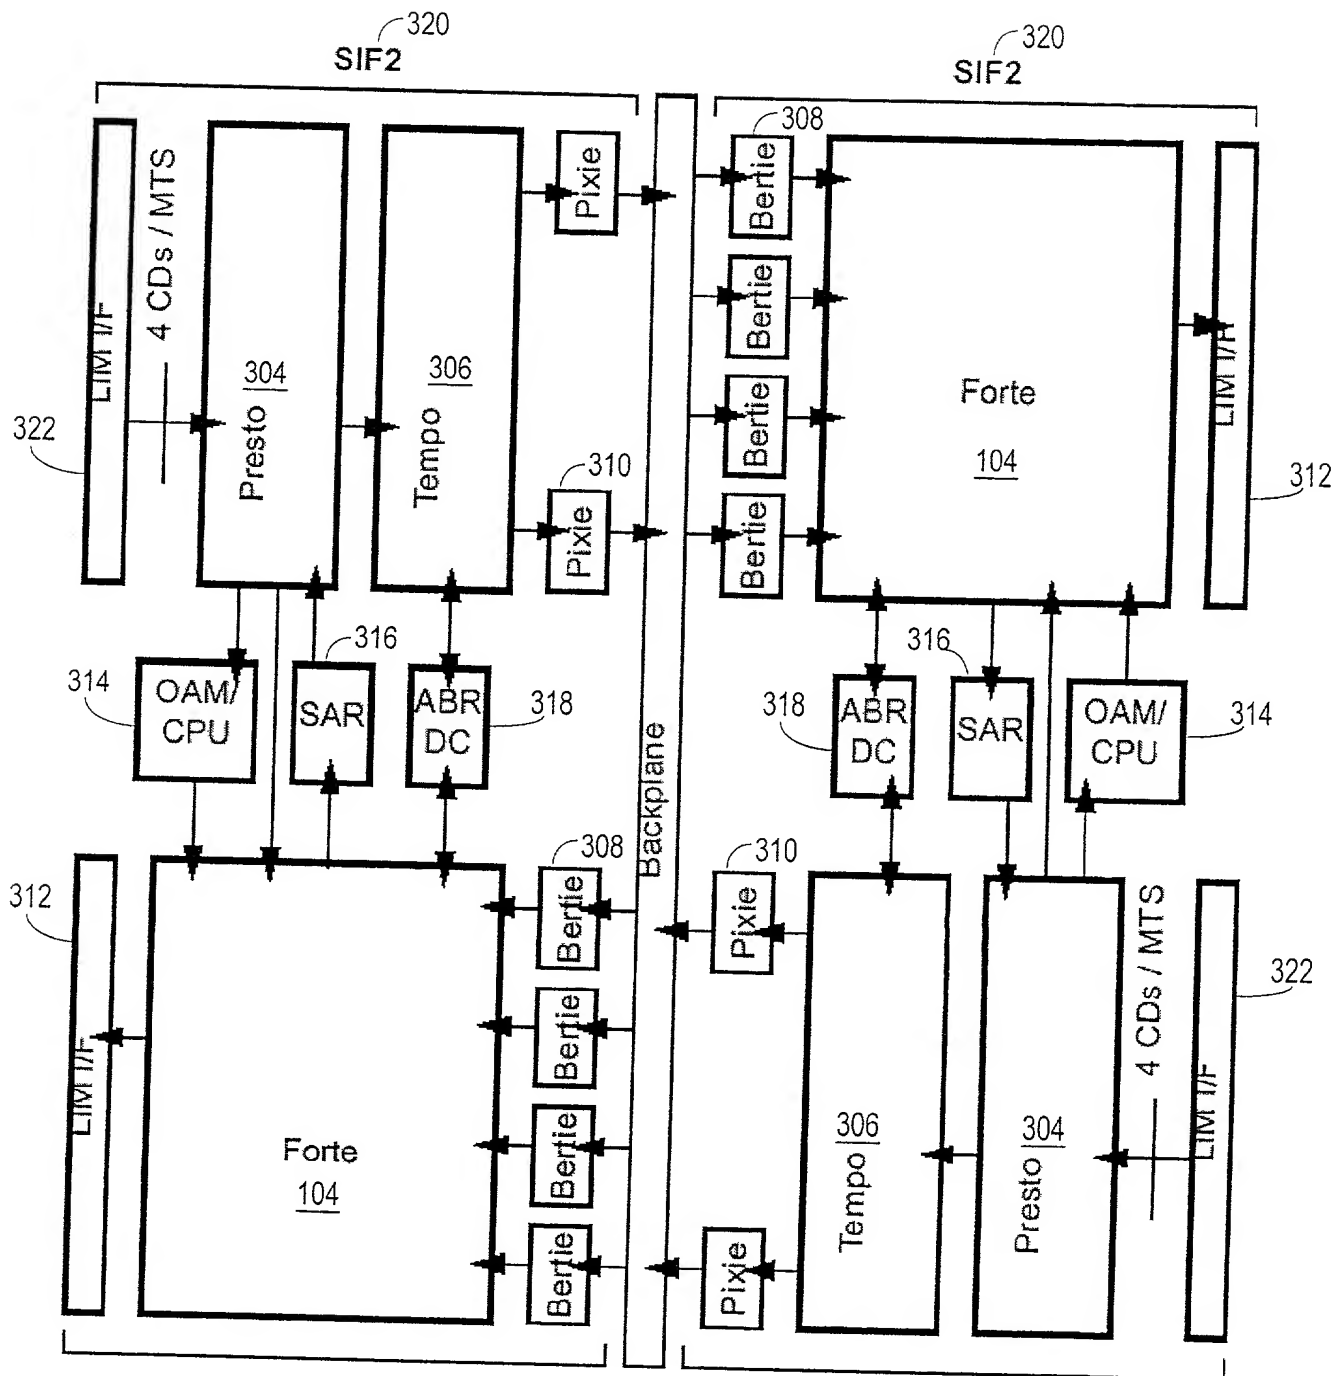 320
SIF2
320
SIF2
LIM I/F
4 CDs / MTS
304
Presto
306
Tempo
Pixie
310
Pixie
322
308
Bertie
Bertie
Bertie
Bertie
Forte
104
LIM I/F
312
314
OAM/
CPU
316
SAR
ABR
DC
318
Backplane
318
ABR
DC
316
SAR
OAM/
CPU
314
312
LIM I/F
Forte
104
308
Bertie
Bertie
Bertie
Bertie
310
Pixie
Pixie
306
Tempo
304
Presto
4 CDs / MTS
LIM I/F
322